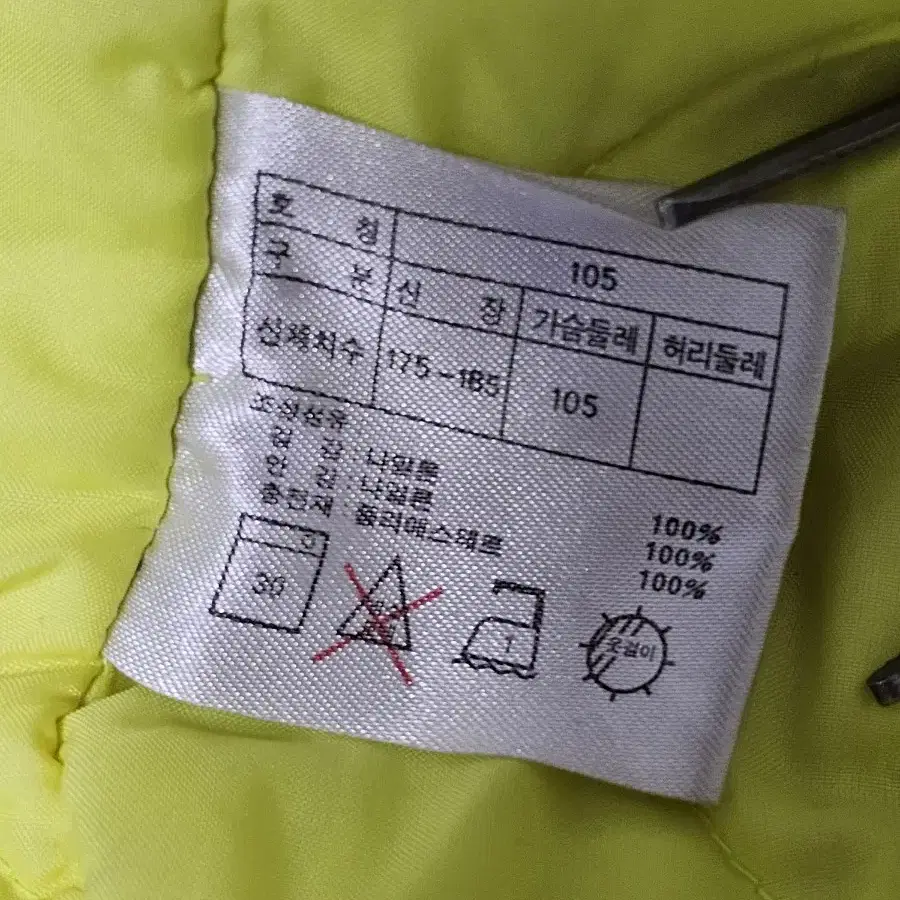 호 칭 105
구 분 신 장 가슴둘레 허리둘레
신체치수 175-185 105
조성섬유
겉 감 : 나일론 100%
안 감 : 나일론 100%
충전재 : 폴리에스테르 100%
30
1
옷걸이